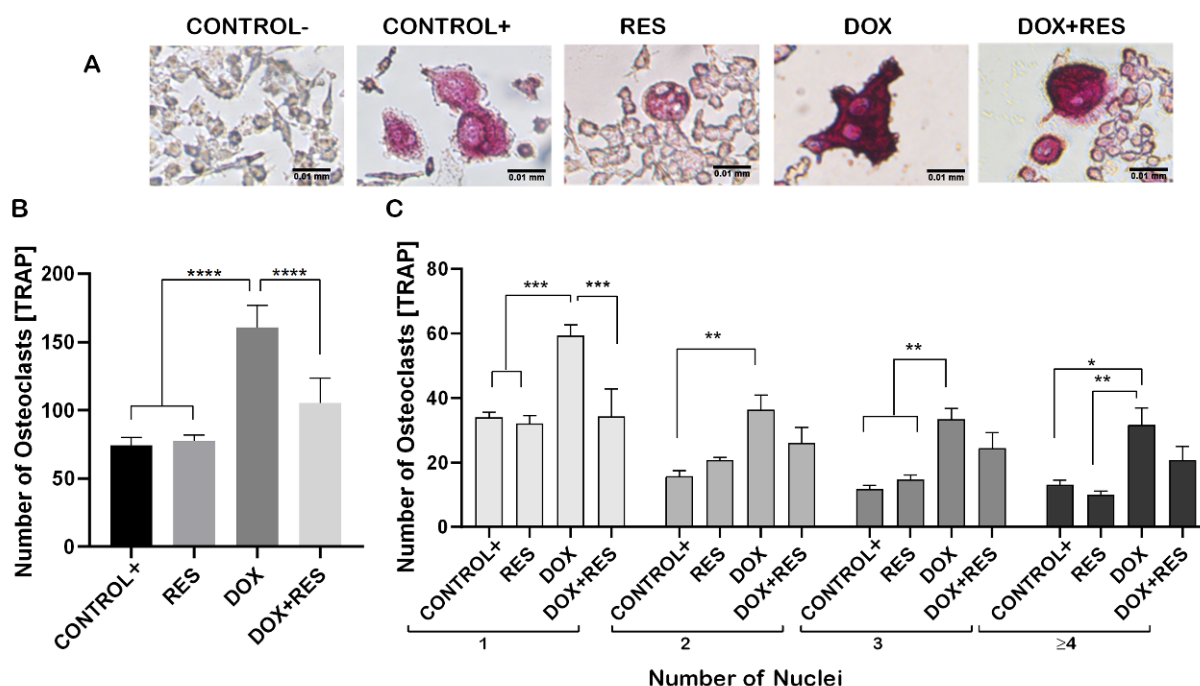 CONTROL- CONTROL+ RES DOX DOX+RES
A
0.01 mm 0.01 mm 0.01 mm 0.01 mm 0.01 mm
B
Number of Osteoclasts [TRAP]
200
150
100
50
0
**** ****
CONTROL+ RES DOX DOX+RES
C
Number of Osteoclasts [TRAP]
80
60
40
20
0
*** ***
**
**
*
**
CONTROL+ RES DOX DOX+RES CONTROL+ RES DOX DOX+RES CONTROL+ RES DOX DOX+RES CONTROL+ RES DOX DOX+RES
1 2 3 ≥4
Number of Nuclei